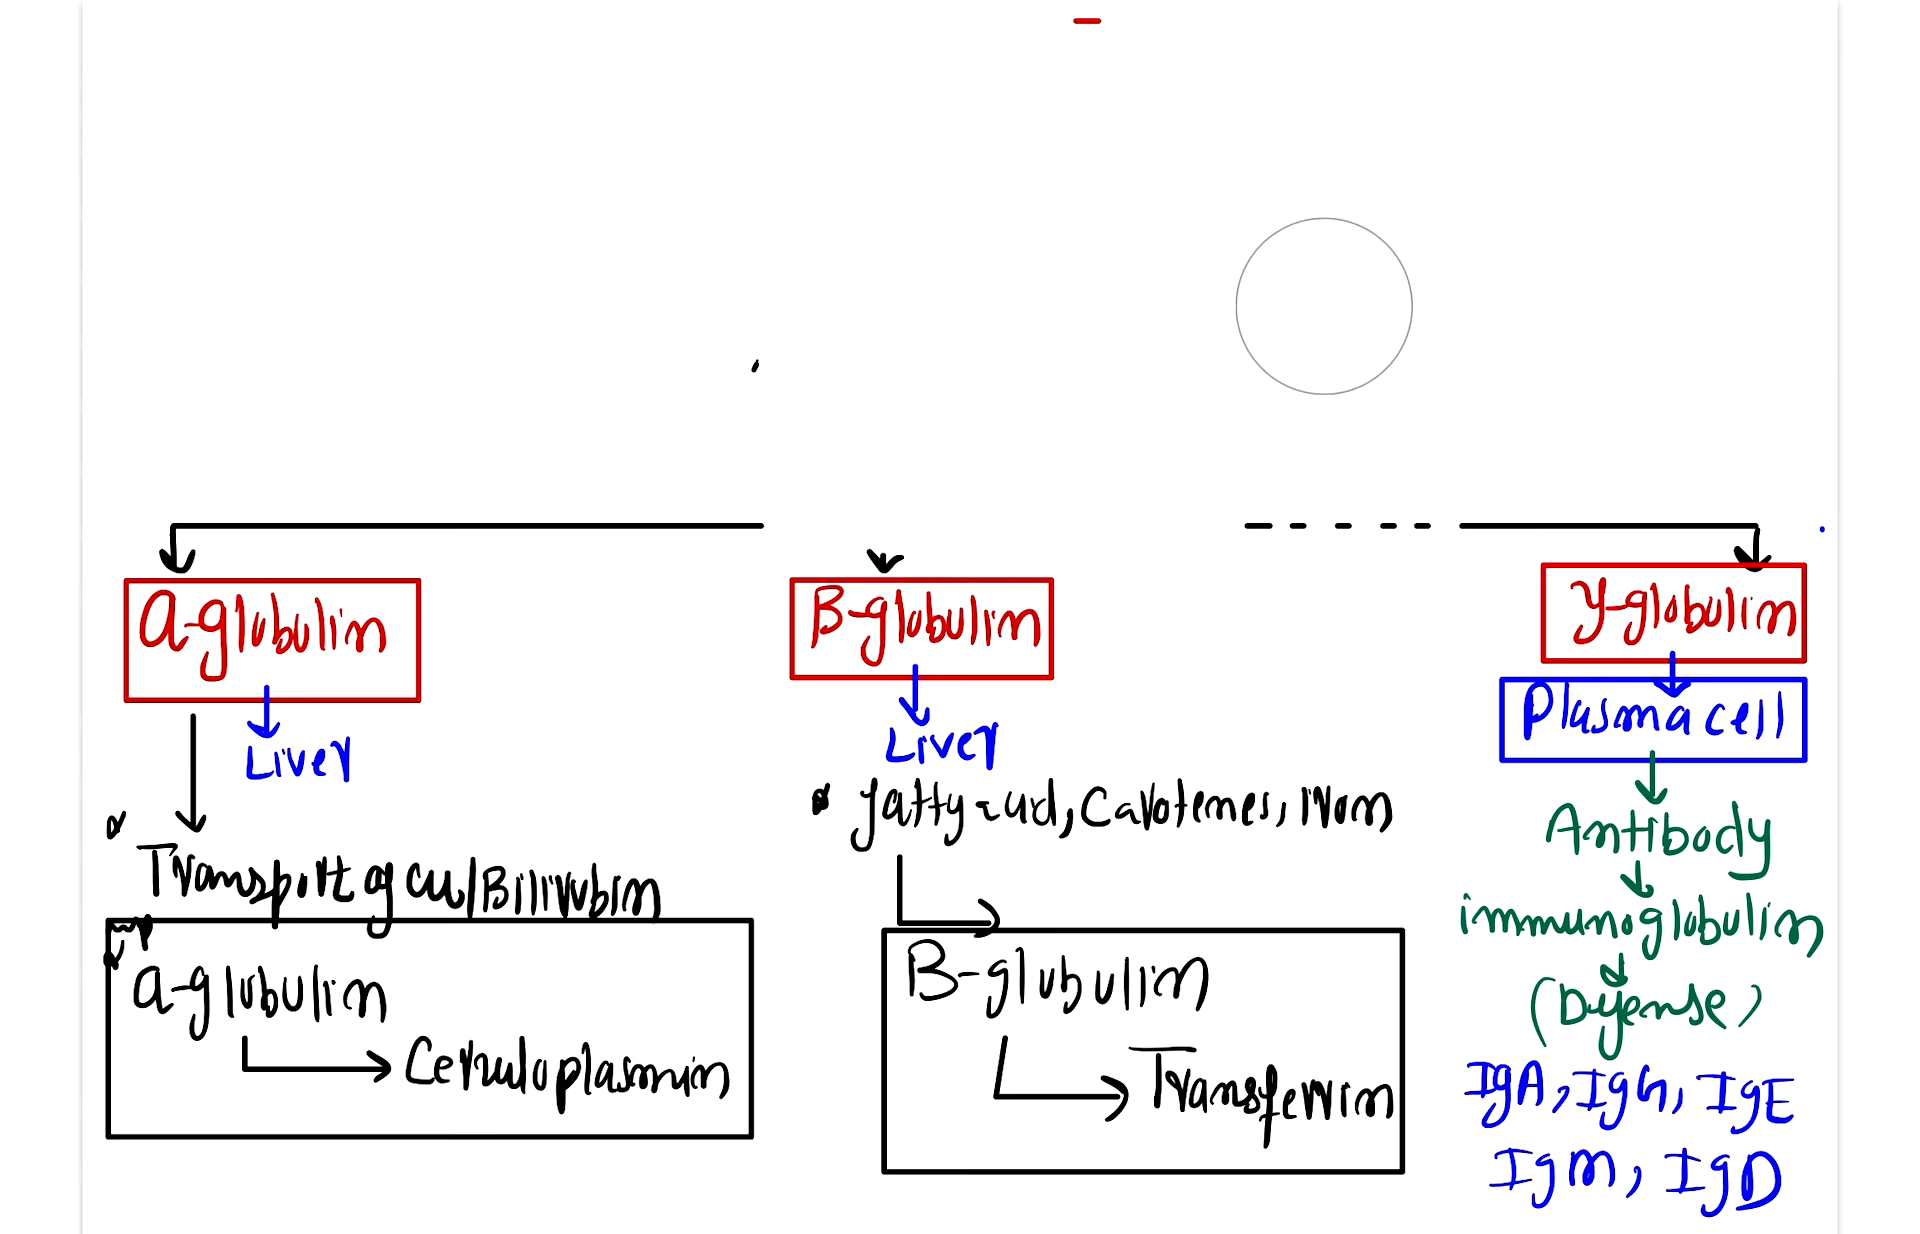 α-globulin
Liver
Transport of cu/Bilirubin
α-globulin
Ceruloplasmin
B-globulin
Liver
fatty acid, Carotenes, Iron
B-globulin
Transferrin
γ-globulin
Plasma cell
Antibody
immunoglobulin
(Defense)
IgA, IgG, IgE
IgM, IgD